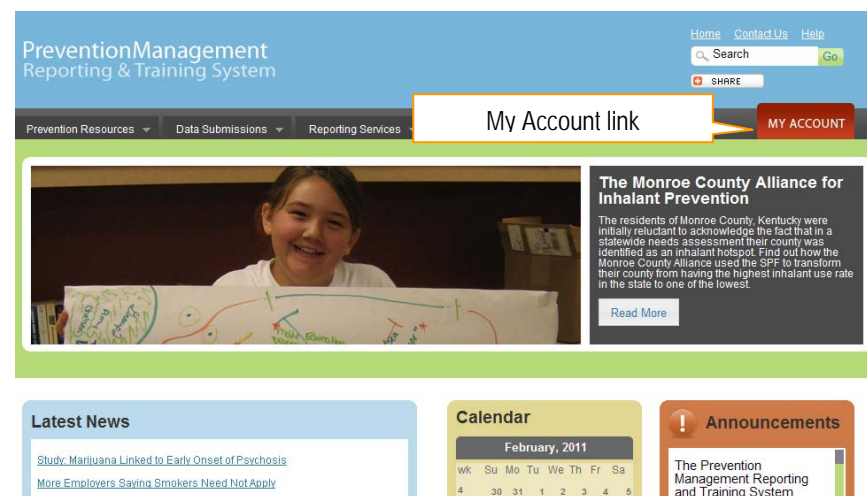 Home Contact Us Help
PreventionManagement
Reporting & Training System
Search Go
SHARE
Prevention Resources Data Submissions Reporting Services
My Account link
MY ACCOUNT
The Monroe County Alliance for
Inhalant Prevention
The residents of Monroe County, Kentucky were
initially reluctant to acknowledge the fact that in a
statewide needs assessment their county was
identified as an inhalant hotspot. Find out how the
Monroe County Alliance used the SPF to transform
their county from having the highest inhalant use rate
in the state to one of the lowest.
Read More
Latest News
Study: Marijuana Linked to Early Onset of Psychosis
More Employers Saying Smokers Need Not Apply
Calendar
February, 2011
wk Su Mo Tu We Th Fr Sa
4 30 31 1 2 3 4 5
Announcements
The Prevention
Management Reporting
and Training System